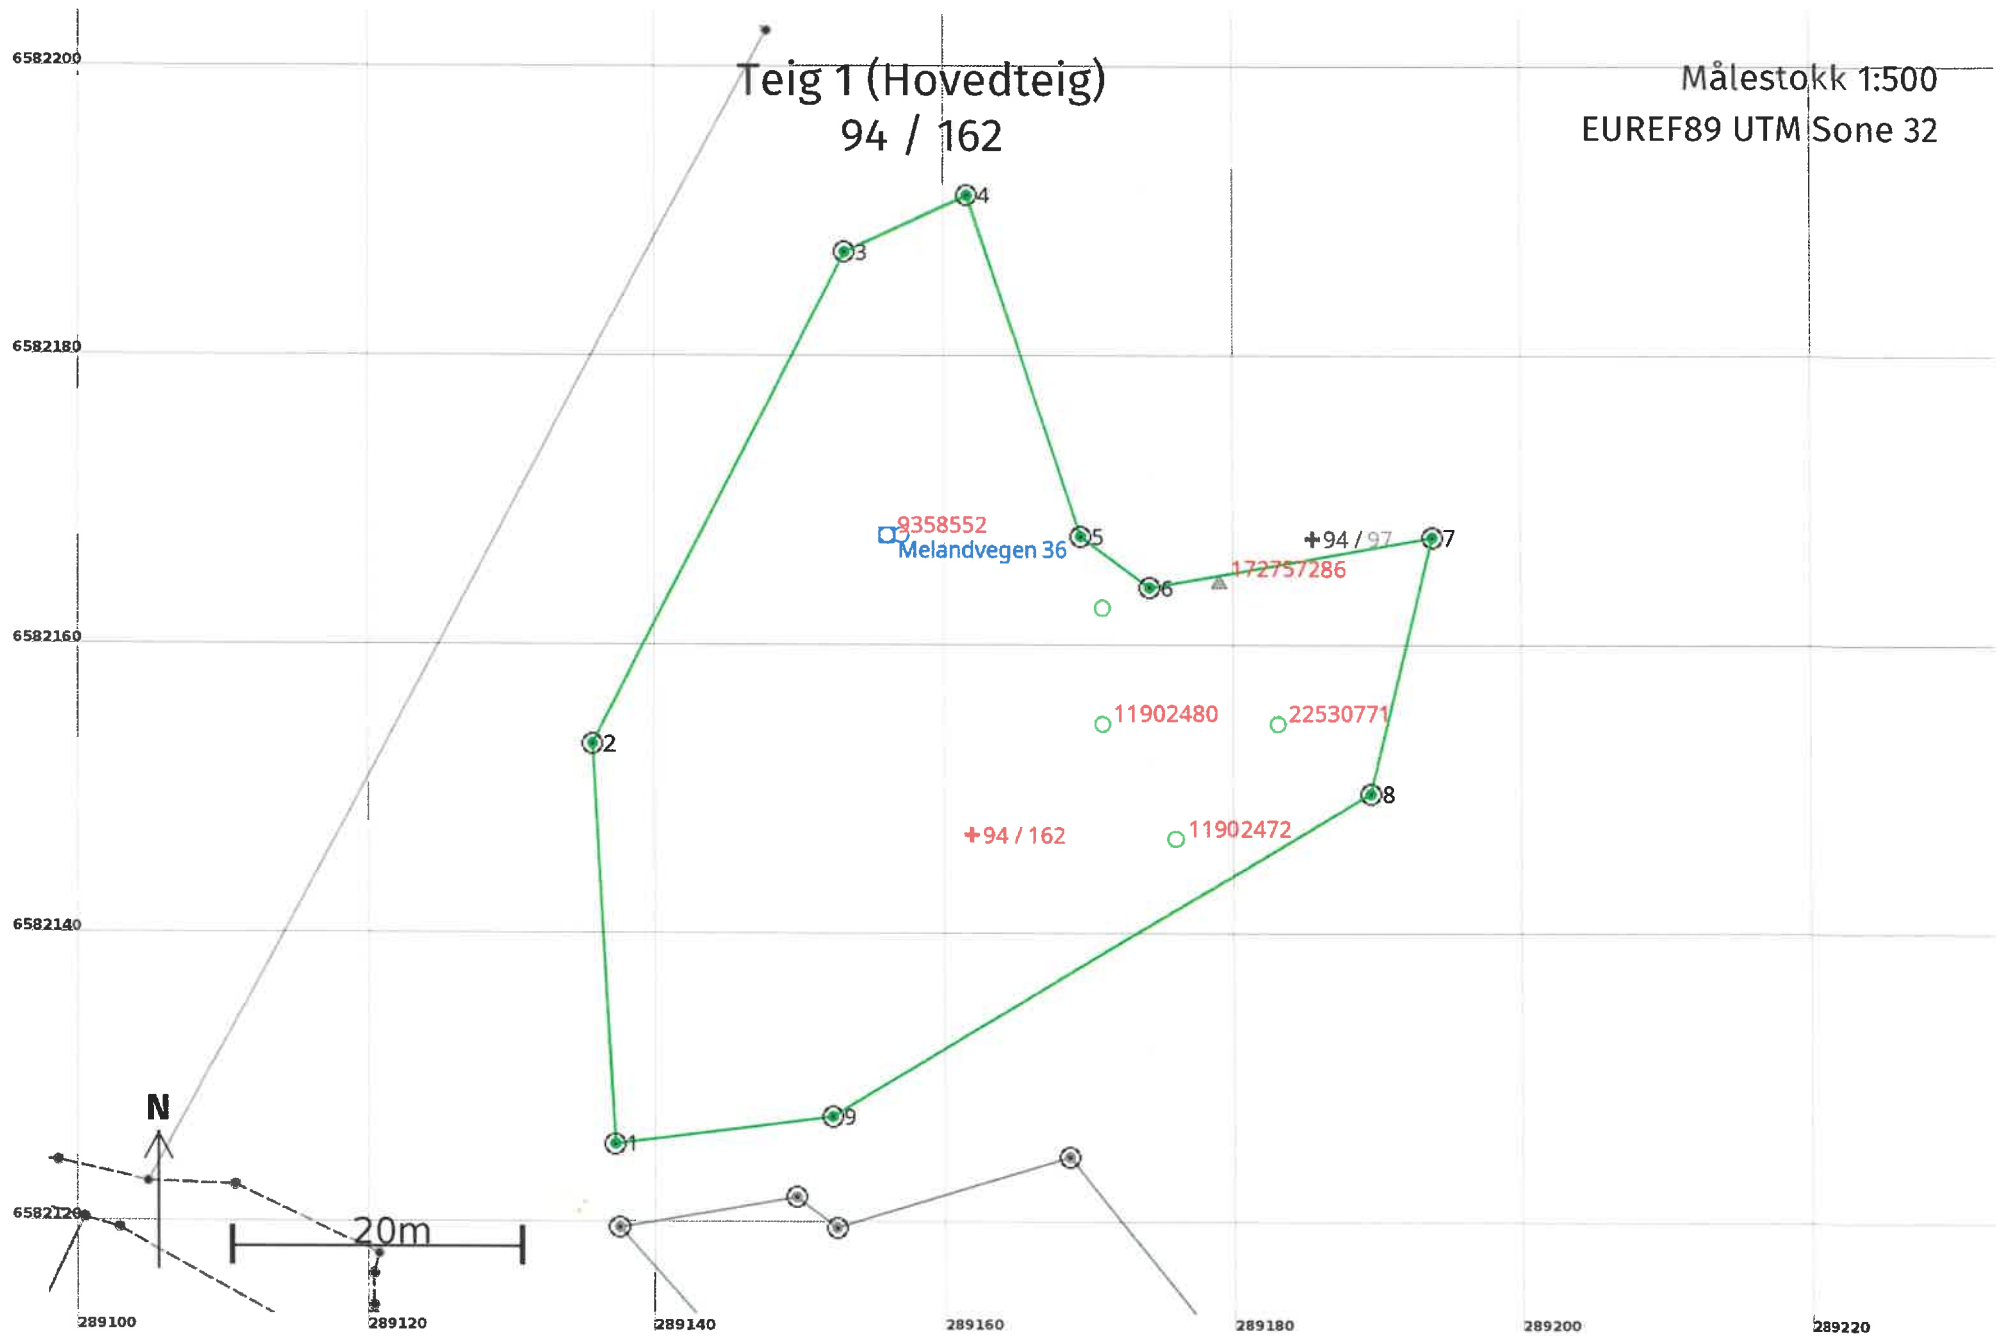 6582200
Teig 1 (Hovedteig)
94 / 162
Målestokk 1:500
EUREF89 UTM Sone 32
4
3
6582180
9358552
Melandvegen 36
5
94 / 97
7
172757286
6
6582160
11902480
22530771
2
8
94 / 162
11902472
6582140
9
1
N
6582120
20m
289100
289120
289140
289160
289180
289200
289220